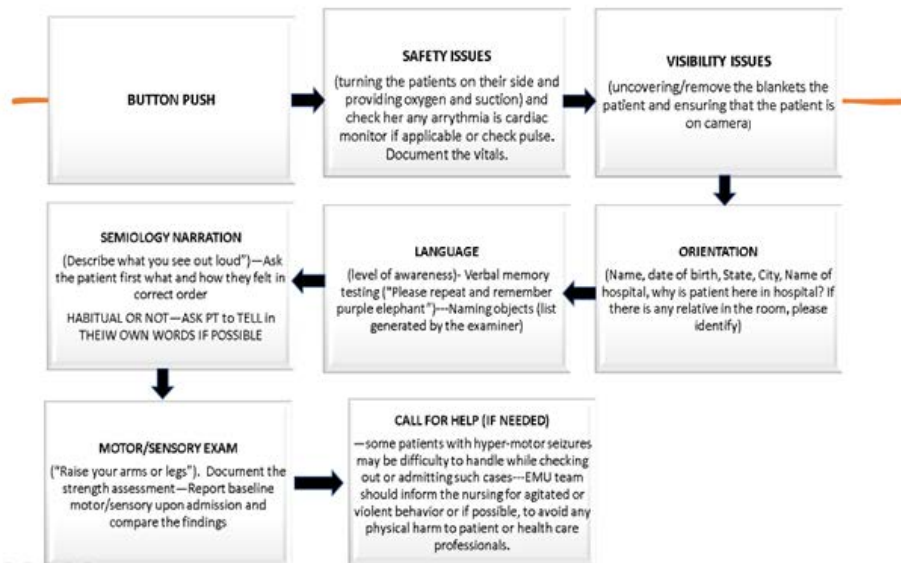 BUTTON PUSH
SAFETY ISSUES
(turning the patients on their side and
providing oxygen and suction) and
check her any arrythmia is cardiac
monitor if applicable or check pulse.
Document the vitals.
VISIBILITY ISSUES
(uncovering/remove the blankets the
patient and ensuring that the patient is
on camera)
ORIENTATION
(Name, date of birth, State, City, Name of
hospital, why is patient here in hospital? If
there is any relative in the room, please
identify)
LANGUAGE
(level of awareness)- Verbal memory
testing ("Please repeat and remember
purple elephant")---Naming objects (list
generated by the examiner)
SEMIOLOGY NARRATION
(Describe what you see out loud")—Ask
the patient first what and how they felt in
correct order
HABITUAL OR NOT—ASK PT to TELL in
THEIW OWN WORDS IF POSSIBLE
MOTOR/SENSORY EXAM
("Raise your arms or legs"). Document the
strength assessment—Report baseline
motor/sensory upon admission and
compare the findings
CALL FOR HELP (IF NEEDED)
—some patients with hyper-motor seizures
may be difficulty to handle while checking
out or admitting such cases---EMU team
should inform the nursing for agitated or
violent behavior or if possible, to avoid any
physical harm to patient or health care
professionals.